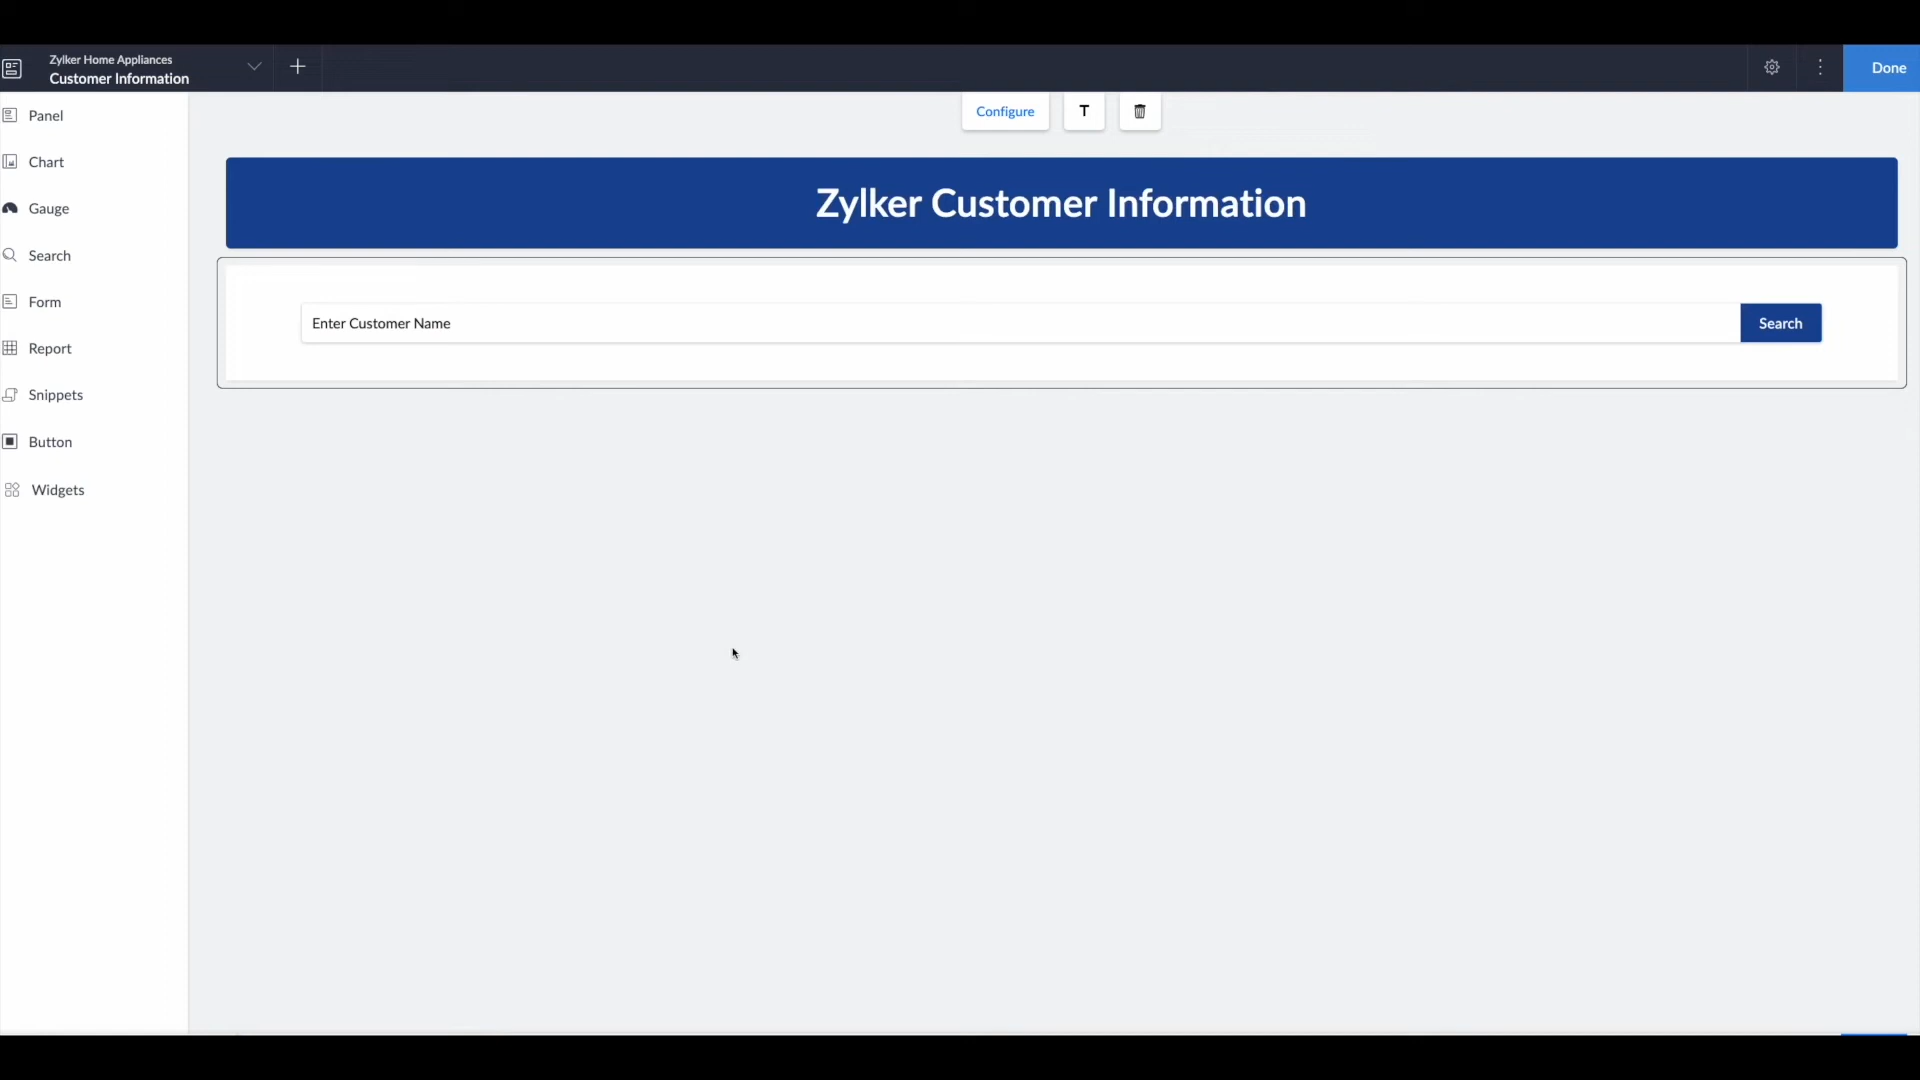 Zylker Home Appliances
Customer Information
Done
Panel
Chart
Gauge
Search
Form
Report
Snippets
Button
Widgets
Configure
T
Zylker Customer Information
Enter Customer Name
Search